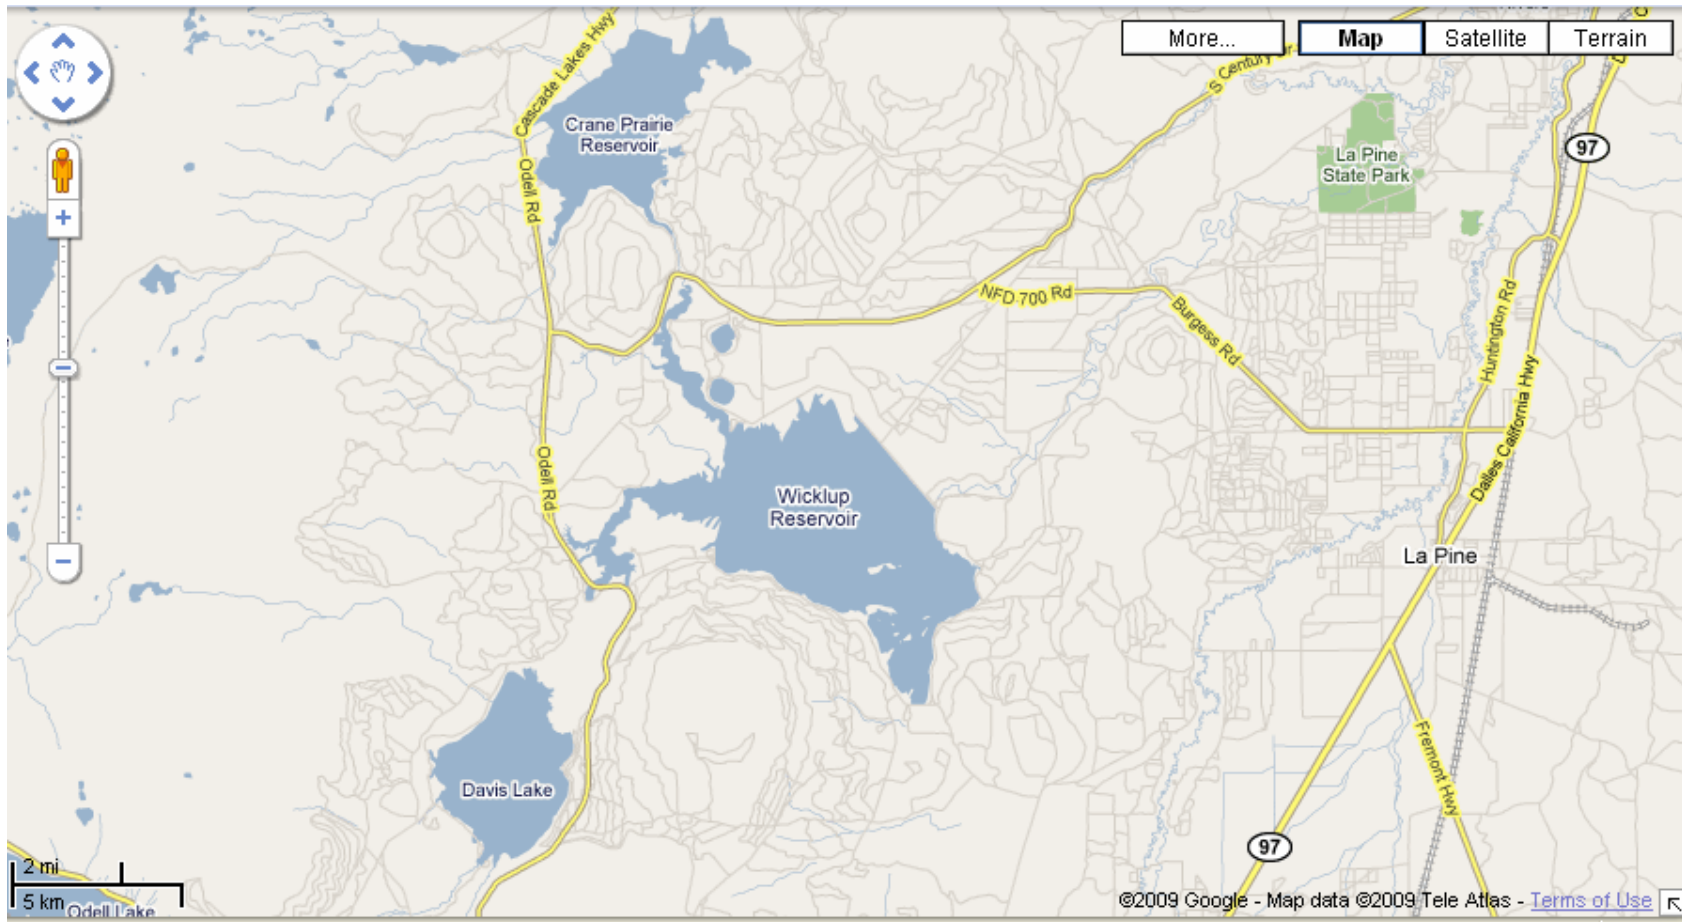 More...
Map
Satellite
Terrain
Cascade Lakes Hwy
S Century Dr
Crane Prairie
Reservoir
97
La Pine
State Park
Odell Rd
+
NFD 700 Rd
Burgess Rd
Huntington Rd
Dalles California Hwy
Odell Rd
Wicklup
Reservoir
La Pine
Davis Lake
Fremont Hwy
97
2 mi
5 km
Odell Lake
©2009 Google - Map data ©2009 Tele Atlas - Terms of Use